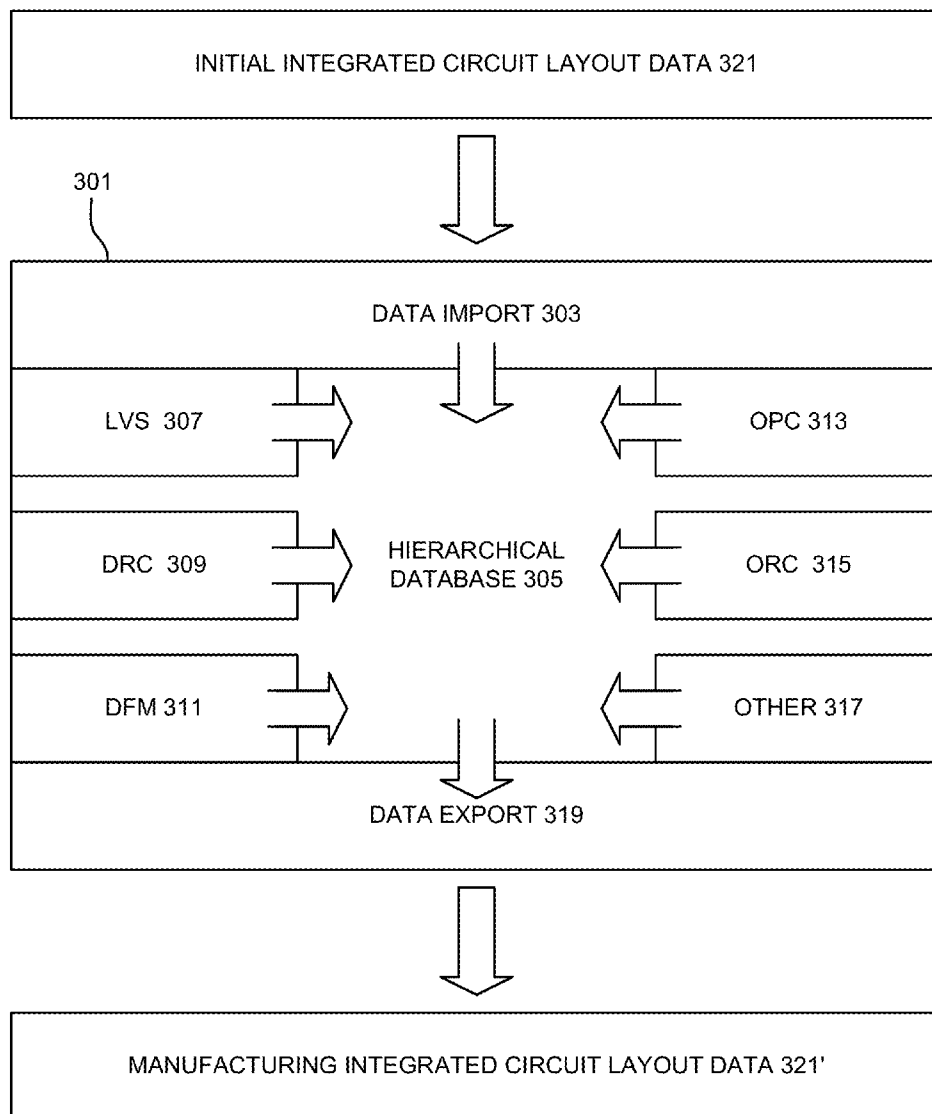 INITIAL INTEGRATED CIRCUIT LAYOUT DATA 321
301
DATA IMPORT 303
LVS 307
OPC 313
DRC 309
HIERARCHICAL
DATABASE 305
ORC 315
DFM 311
OTHER 317
DATA EXPORT 319
MANUFACTURING INTEGRATED CIRCUIT LAYOUT DATA 321'